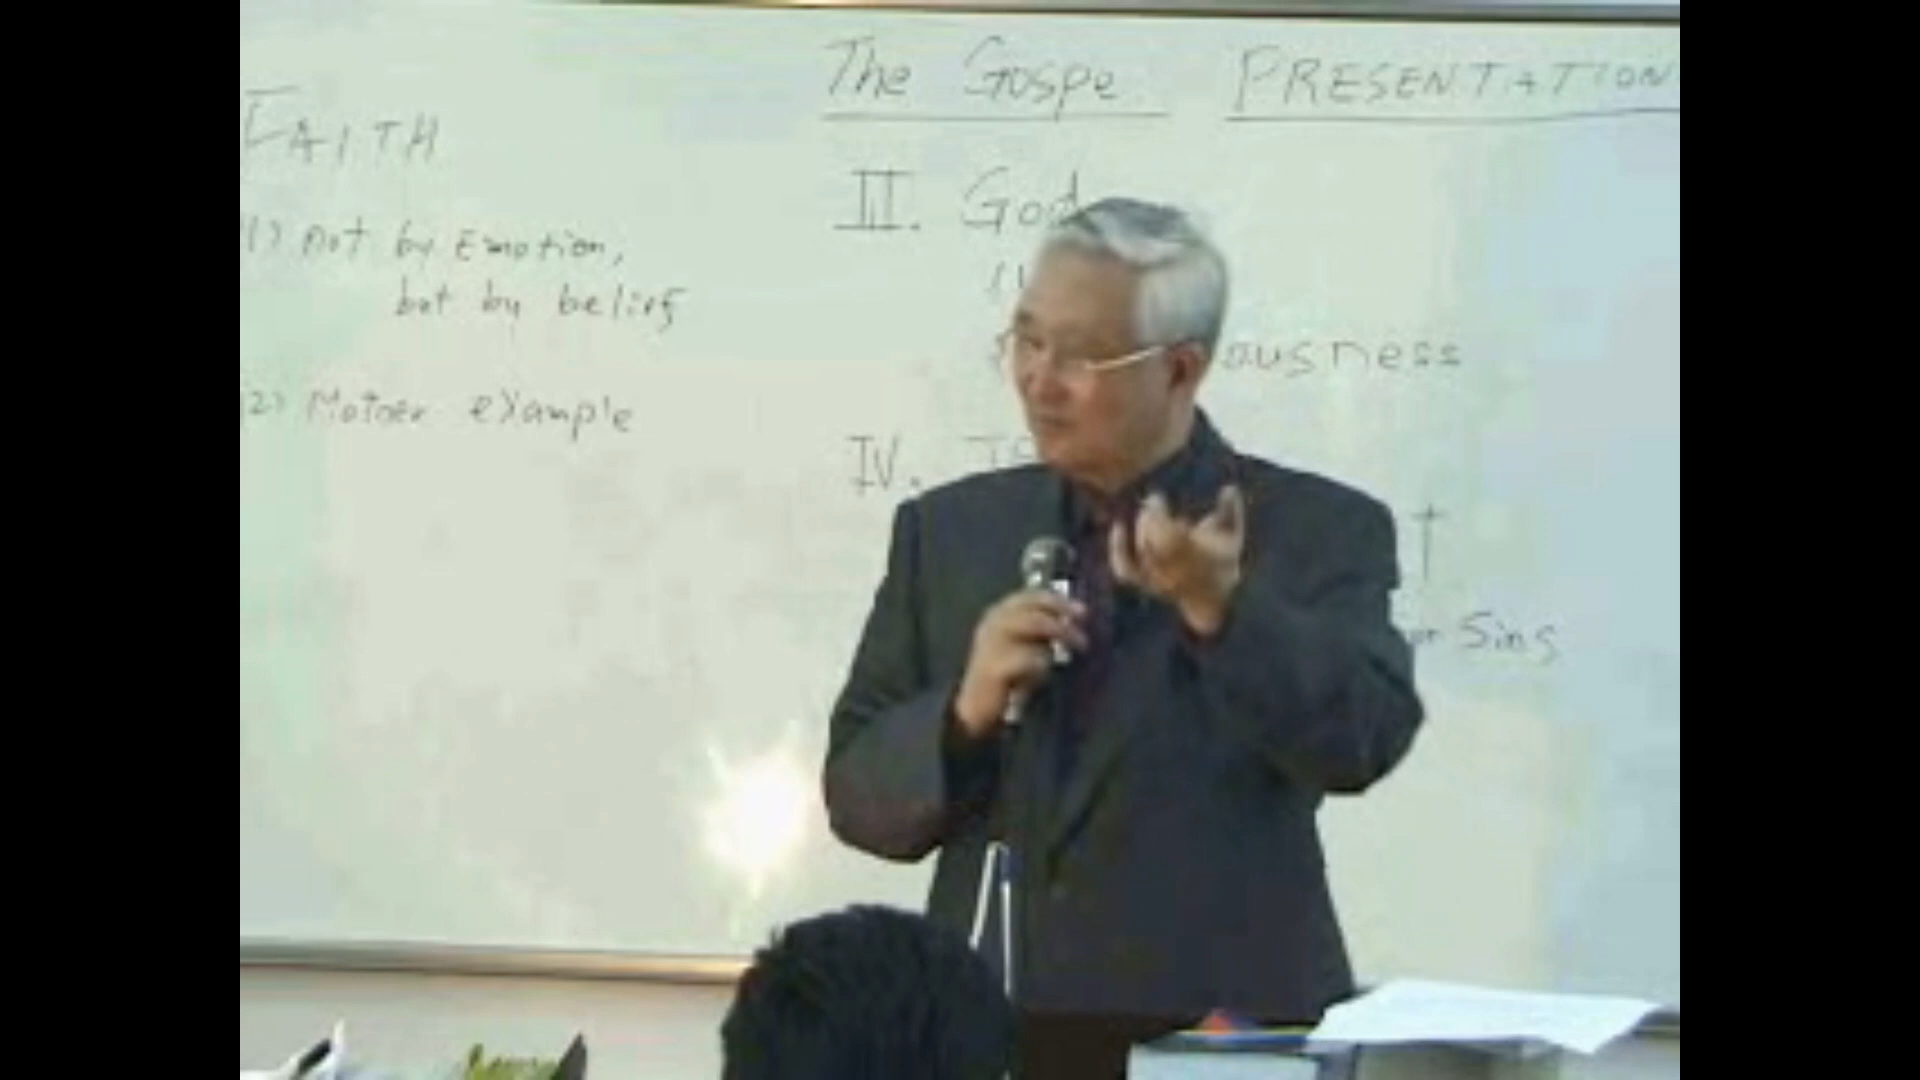 The Gospe PRESENTATION
FAITH
(1) not by Emotion,
but by belief
(2) Mother example
III. God
ousness
IV.
Sins